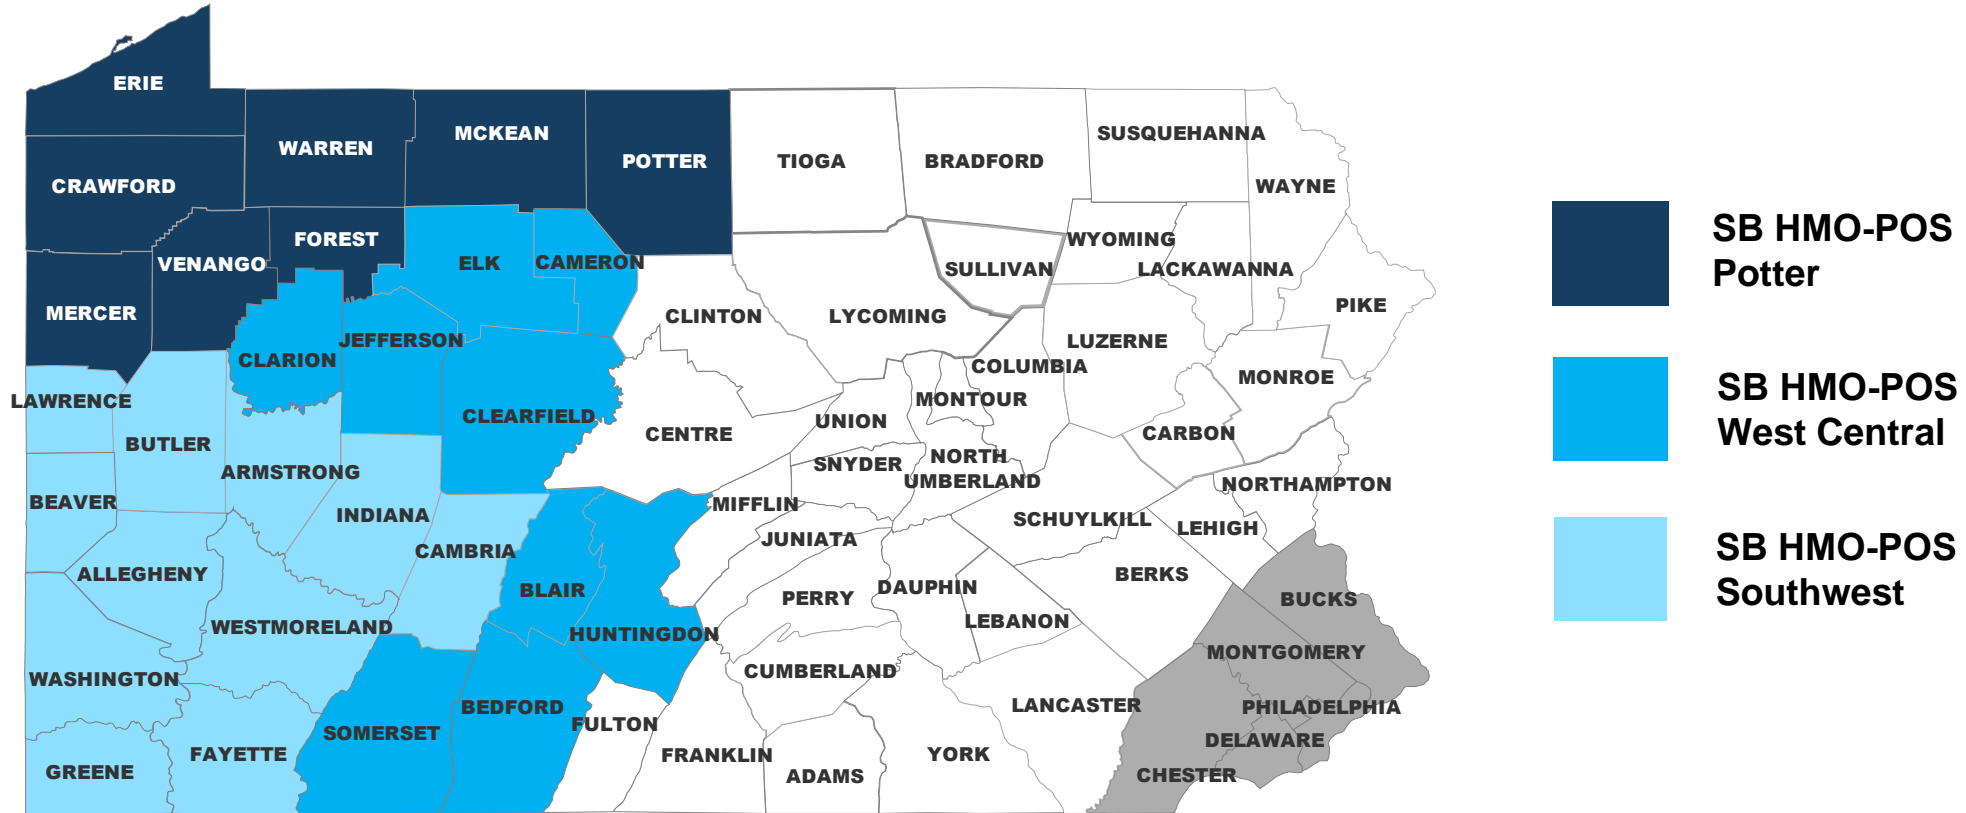 ERIE
WARREN
MCKEAN
POTTER
TIOGA
BRADFORD
SUSQUEHANNA
WAYNE
CRAWFORD
FOREST
VENANGO
ELK
CAMERON
SULLIVAN
WYOMING
LACKAWANNA
MERCER
CLARION
JEFFERSON
CLINTON
LYCOMING
COLUMBIA
LUZERNE
PIKE
MONROE
LAWRENCE
BUTLER
ARMSTRONG
CLEARFIELD
CENTRE
UNION
MONTOUR
SNYDER
NORTH
UMBERLAND
CARBON
NORTHAMPTON
BEAVER
INDIANA
CAMBRIA
MIFFLIN
JUNIATA
SCHUYLKILL
LEHIGH
ALLEGHENY
WESTMORELAND
BLAIR
HUNTINGDON
PERRY
DAUPHIN
LEBANON
BERKS
BUCKS
MONTGOMERY
WASHINGTON
CUMBERLAND
LANCASTER
PHILADELPHIA
DELAWARE
CHESTER
GREENE
FAYETTE
SOMERSET
BEDFORD
FULTON
FRANKLIN
ADAMS
YORK
SB HMO-POS
Potter
SB HMO-POS
West Central
SB HMO-POS
Southwest